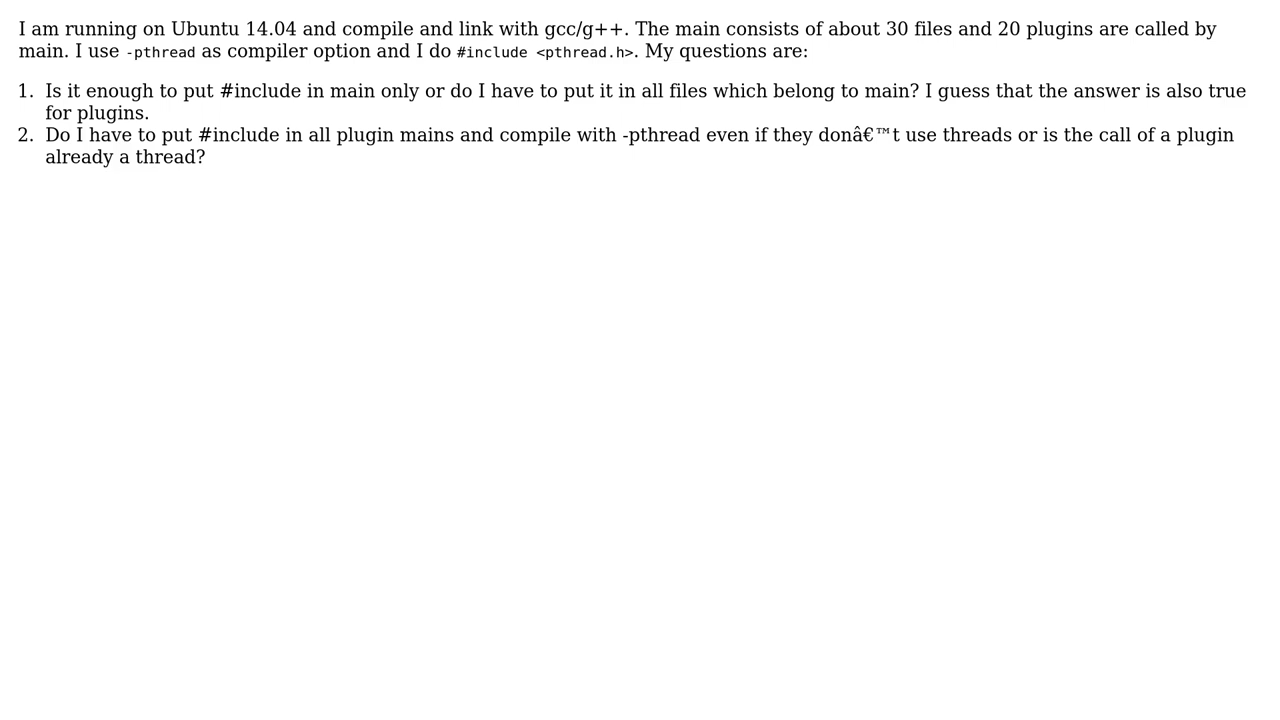 I am running on Ubuntu 14.04 and compile and link with gcc/g++. The main consists of about 30 files and 20 plugins are called by
main. I use -pthread as compiler option and I do #include <pthread.h>. My questions are:
1. Is it enough to put #include in main only or do I have to put it in all files which belong to main? I guess that the answer is also true
for plugins.
2. Do I have to put #include in all plugin mains and compile with -pthread even if they donâ€™t use threads or is the call of a plugin
already a thread?